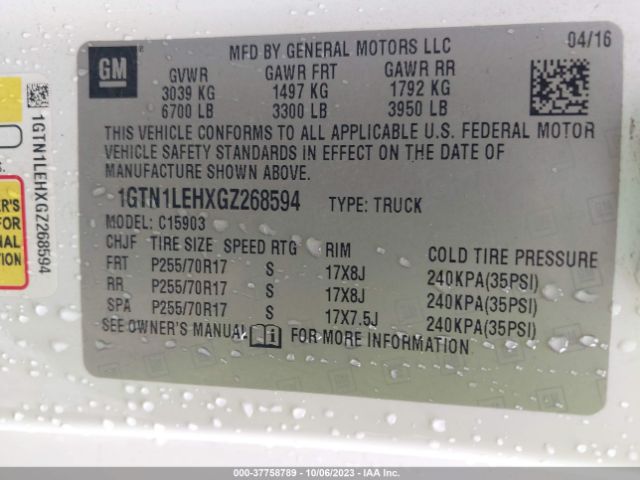 GM
MFD BY GENERAL MOTORS LLC
04/16
GVWR GAWR FRT GAWR RR
3039 KG 1497 KG 1792 KG
6700 LB 3300 LB 3950 LB
THIS VEHICLE CONFORMS TO ALL APPLICABLE U.S. FEDERAL MOTOR
VEHICLE SAFETY STANDARDS IN EFFECT ON THE DATE OF
MANUFACTURE SHOWN ABOVE.
1GTN1LEHXGZ268594 TYPE: TRUCK
MODEL: C15903
CHJF TIRE SIZE SPEED RTG RIM COLD TIRE PRESSURE
FRT P255/70R17 S 17X8J 240KPA(35PSI)
RR P255/70R17 S 17X8J 240KPA(35PSI)
SPA P255/70R17 S 17X7.5J 240KPA(35PSI)
SEE OWNER'S MANUAL FOR MORE INFORMATION
1GTN1LEHXGZ268594
FOR
000-37758789 - 10/06/2023 - IAA Inc.